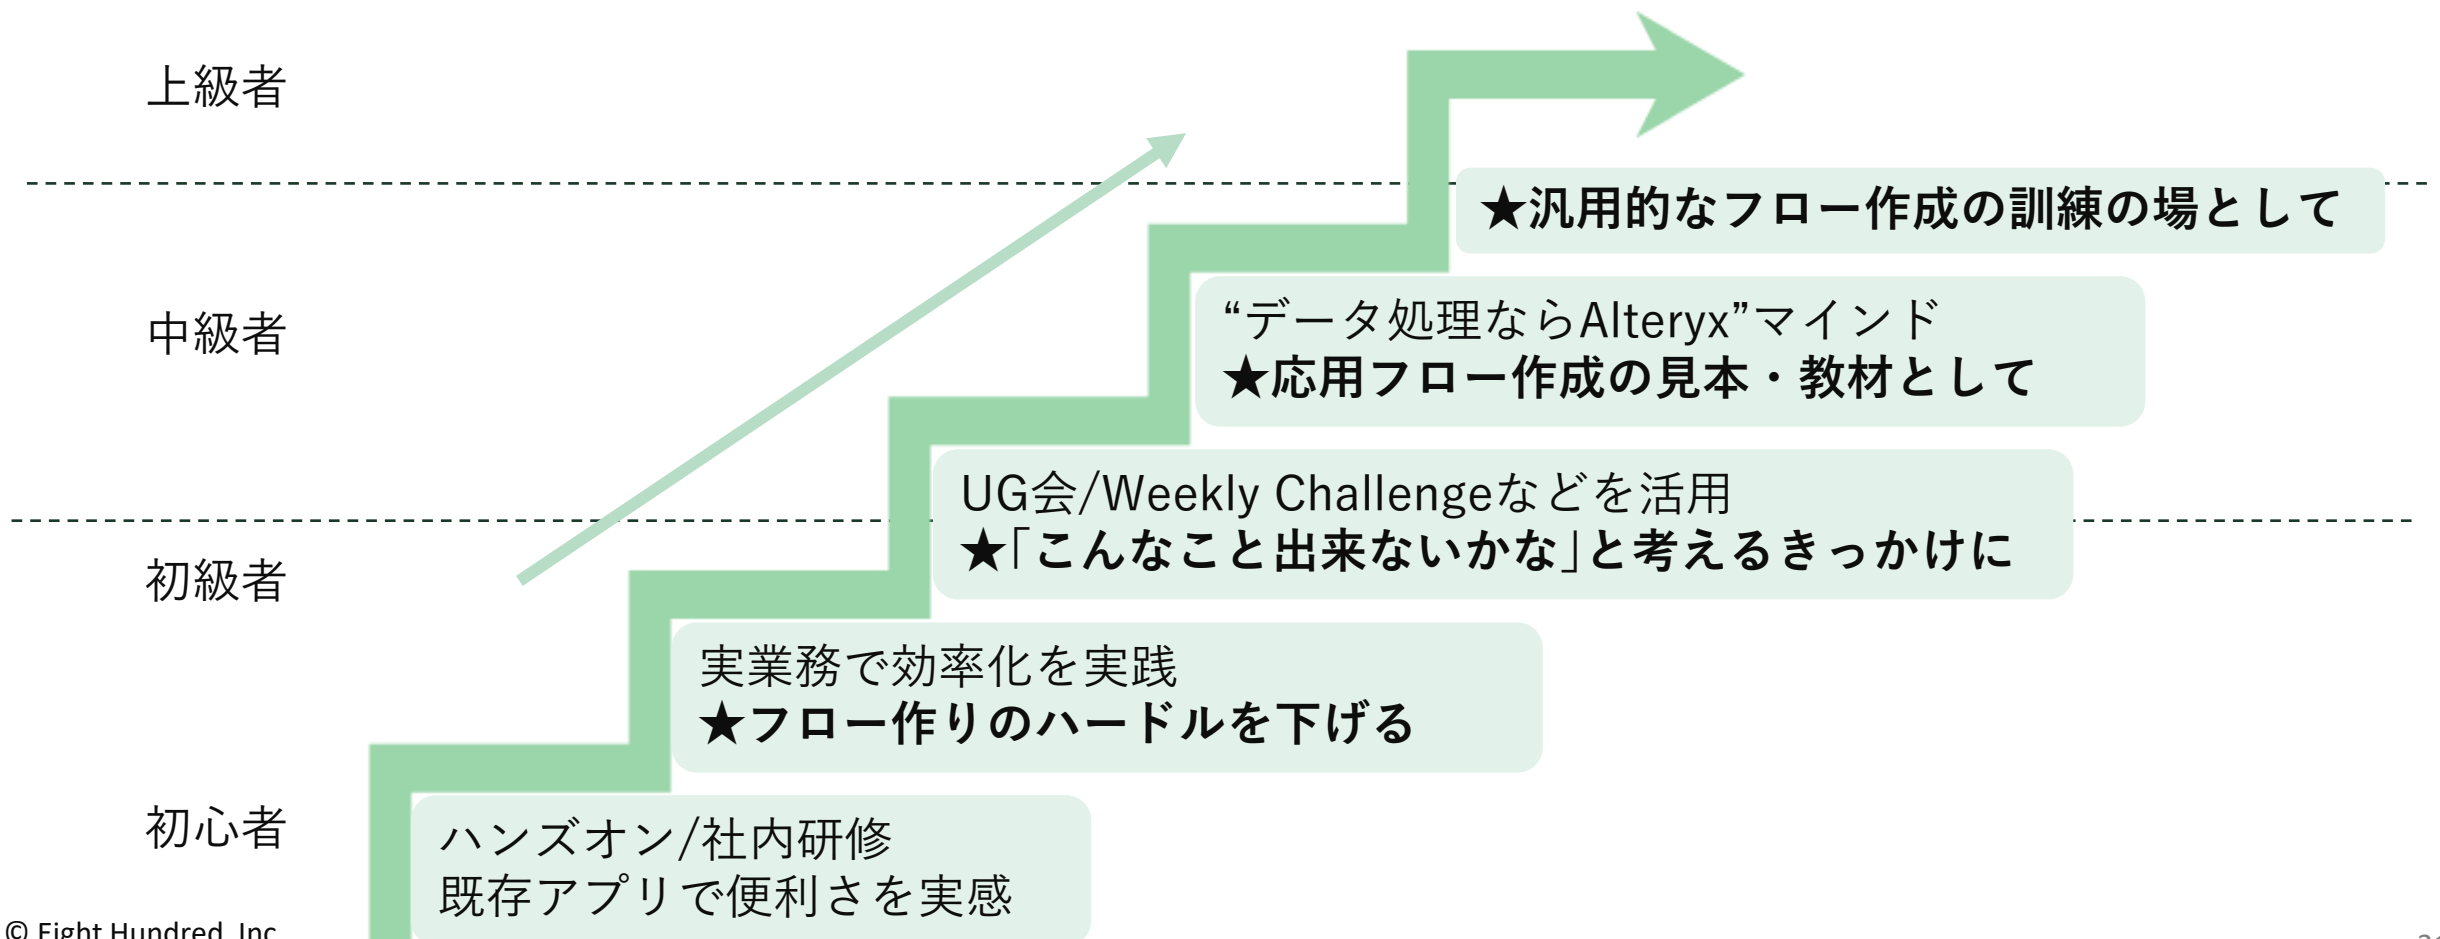 上級者
★汎用的なフロー作成の訓練の場として
中級者
“データ処理ならAlteryx”マインド
★応用フロー作成の見本・教材として
UG会/Weekly Challengeなどを活用
★「こんなこと出来ないかな」と考えるきっかけに
初級者
実業務で効率化を実践
★フロー作りのハードルを下げる
初心者
ハンズオン/社内研修
既存アプリで便利さを実感
© Eight Hundred, Inc